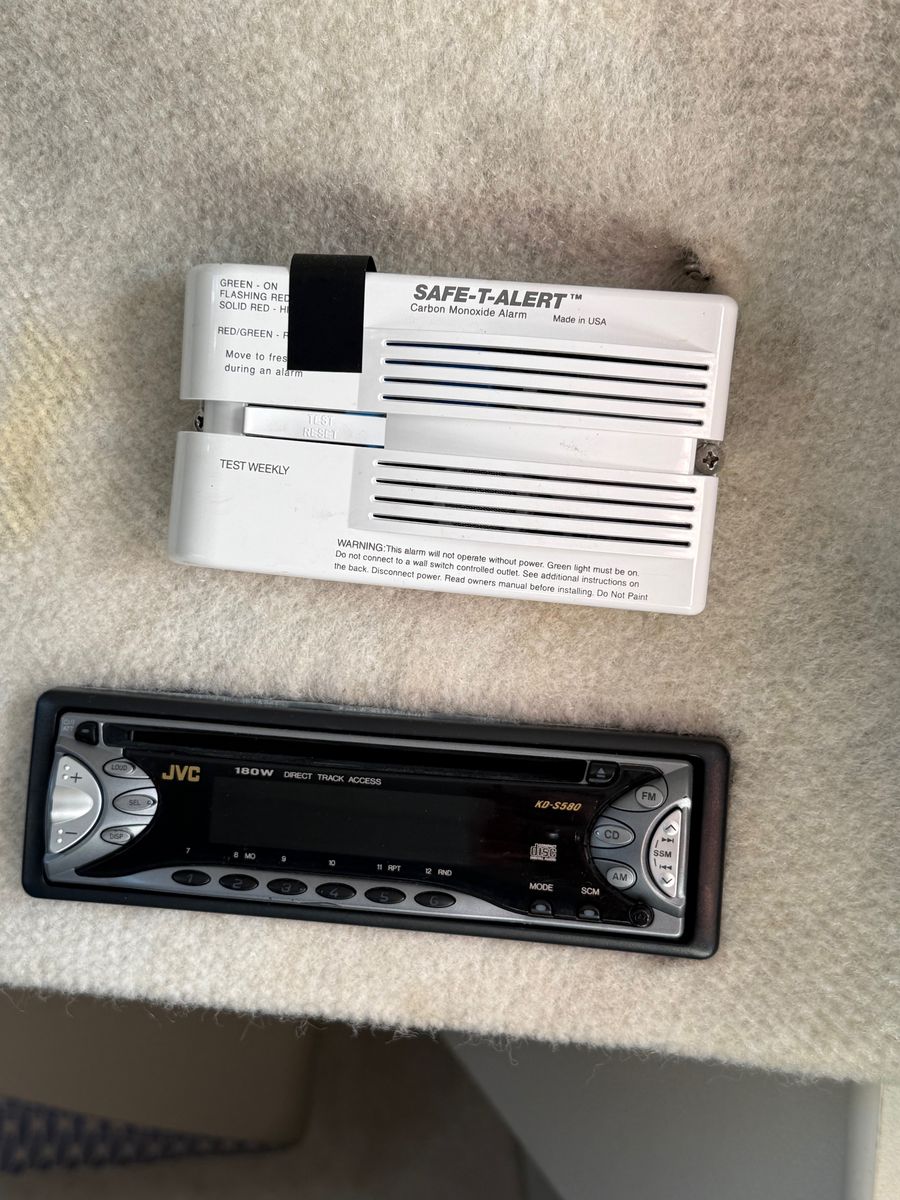 GREEN - ON
FLASHING RED
SOLID RED -
RED/GREEN -
Move to
during an alarm
SAFE-T-ALERT™
Carbon Monoxide Alarm Made in USA
TEST
RESET
TEST WEEKLY
WARNING:This alarm will not operate without power. Green light must be on.
Do not connect to a wall switch controlled outlet. See additional instructions on
the back. Disconnect power. Read owners manual before installing. Do Not Paint
JVC 180W DIRECT TRACK ACCESS
KD-S580
+
LOUD
SEL
DISP
–
FM
CD
AM
SSM
COMPACT
disc
DIGITAL AUDIO
7 8 MO 9 10 11 RPT 12 RND
1 2 3 4 5 6
MODE SCM